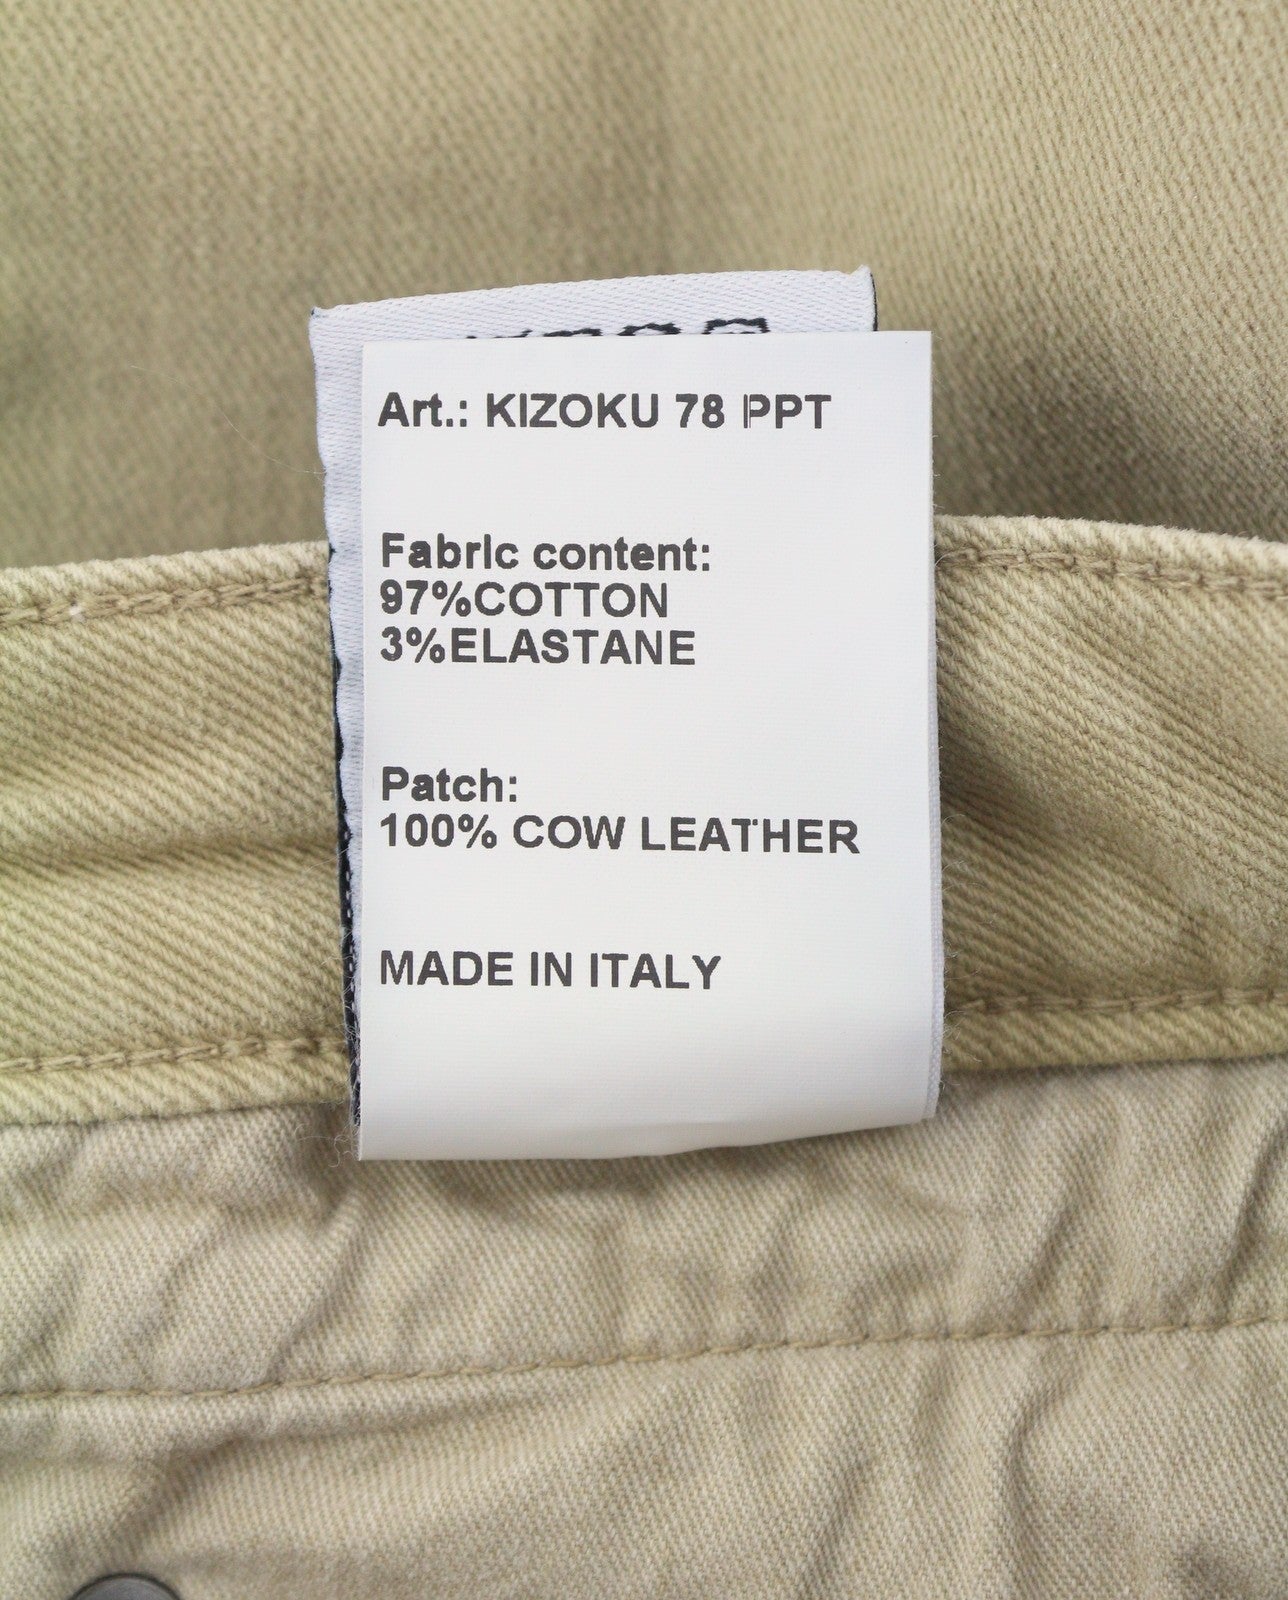 Art.: KIZOKU 78 PPT
Fabric content:
97%COTTON
3%ELASTANE
Patch:
100% COW LEATHER
MADE IN ITALY